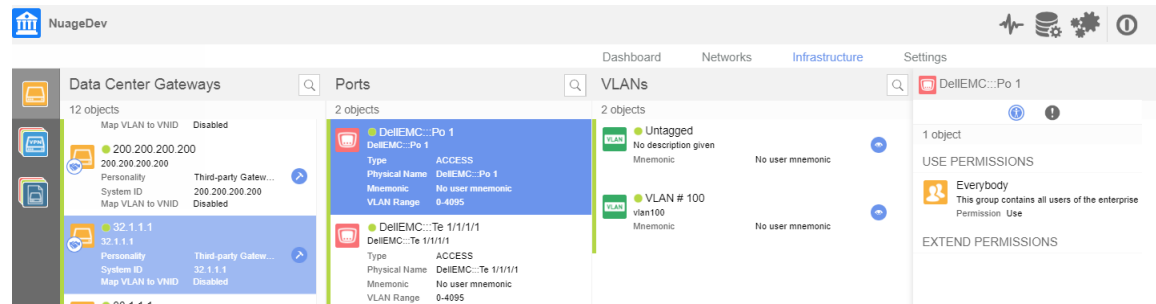 NuageDev
Dashboard Networks Infrastructure Settings
Data Center Gateways
12 objects
Map VLAN to VNID Disabled
200.200.200.200
200.200.200.200
Personality Third-party Gatew...
System ID 200.200.200.200
Map VLAN to VNID Disabled
32.1.1.1
32.1.1.1
Personality Third-party Gatew...
System ID 32.1.1.1
Map VLAN to VNID Disabled
Ports
2 objects
DellEMC:::Po 1
DellEMC:::Po 1
Type ACCESS
Physical Name DellEMC:::Po 1
Mnemonic No user mnemonic
VLAN Range 0-4095
DellEMC:::Te 1/1/1/1
DellEMC:::Te 1/1/1/1
Type ACCESS
Physical Name DellEMC:::Te 1/1/1/1
Mnemonic No user mnemonic
VLAN Range 0-4095
VLANs
2 objects
VLAN
Untagged
No description given
Mnemonic No user mnemonic
VLAN
VLAN # 100
vlan100
Mnemonic No user mnemonic
DellEMC:::Po 1
1 object
USE PERMISSIONS
Everybody
This group contains all users of the enterprise
Permission Use
EXTEND PERMISSIONS
VPN